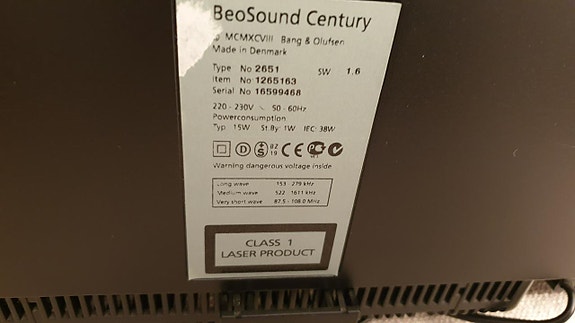 BeoSound Century
© MCMXCVIII Bang & Olufsen
Made in Denmark
Type No 2651 SW 1.6
Item No 1265163
Serial No 16599468
220 - 230V ~ 50 - 60Hz
Powerconsumption
Typ: 15W St.By: 1W IEC: 38W
D S CE
Warning dangerous voltage inside
Long wave 153 - 279 kHz
Medium wave 522 - 1611 kHz
Very short wave 87.5 - 108.0 MHz
CLASS 1
LASER PRODUCT